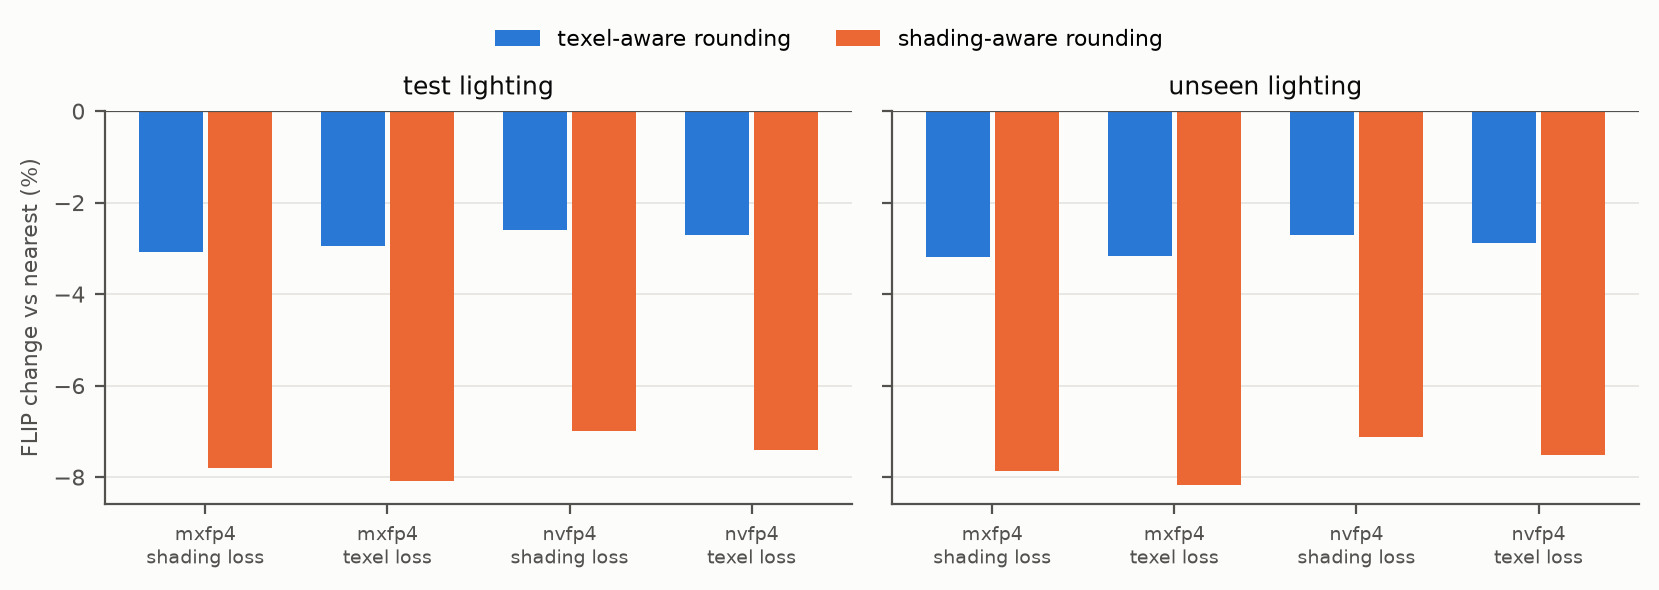 texel-aware rounding
shading-aware rounding
test lighting
unseen lighting
FLIP change vs nearest (%)
0
−2
−4
−6
−8
mxfp4
shading loss
mxfp4
texel loss
nvfp4
shading loss
nvfp4
texel loss
mxfp4
shading loss
mxfp4
texel loss
nvfp4
shading loss
nvfp4
texel loss